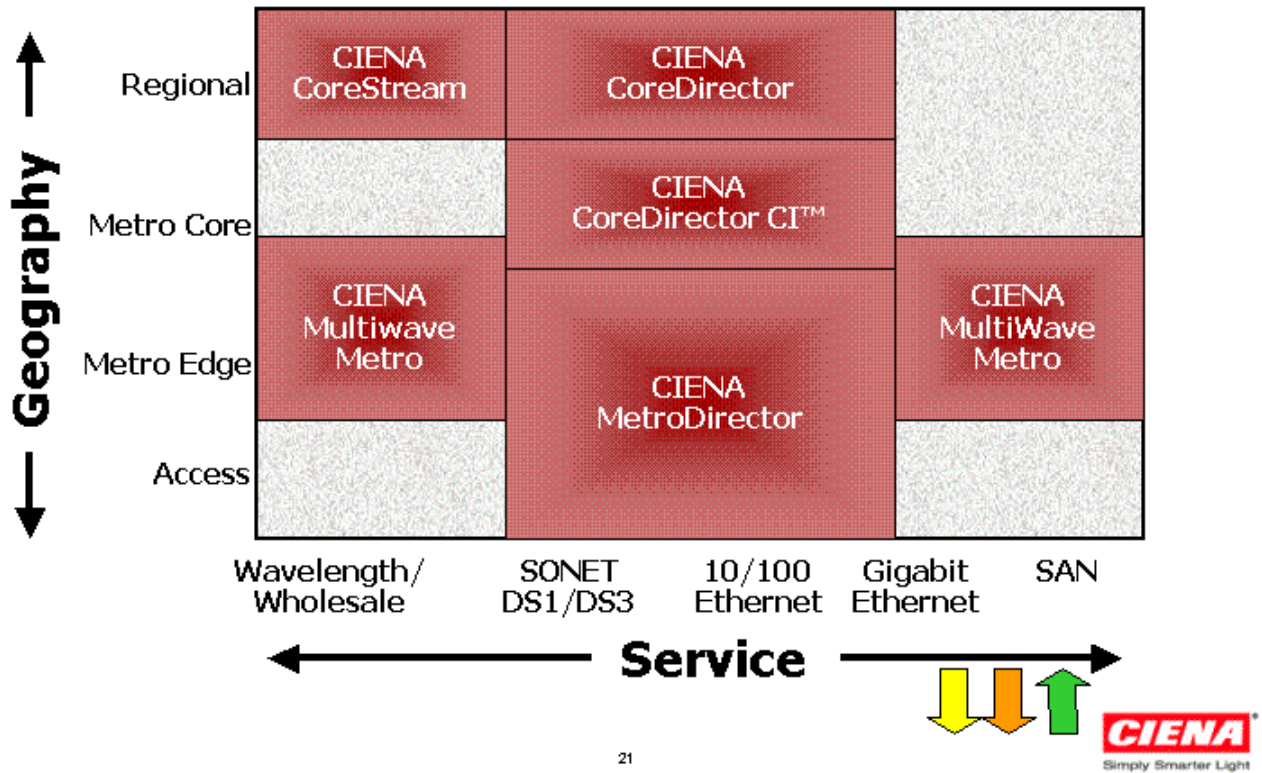 CIENA
CoreStream
CIENA
CoreDirector
Regional
CIENA
CoreDirector CI™
Metro Core
CIENA
Multiwave
Metro
CIENA
MultiWave
Metro
Metro Edge
CIENA
MetroDirector
Access
Geography
Wavelength/
Wholesale
SONET
DS1/DS3
10/100
Ethernet
Gigabit
Ethernet
SAN
Service
21
CIENA
Simply Smarter Light